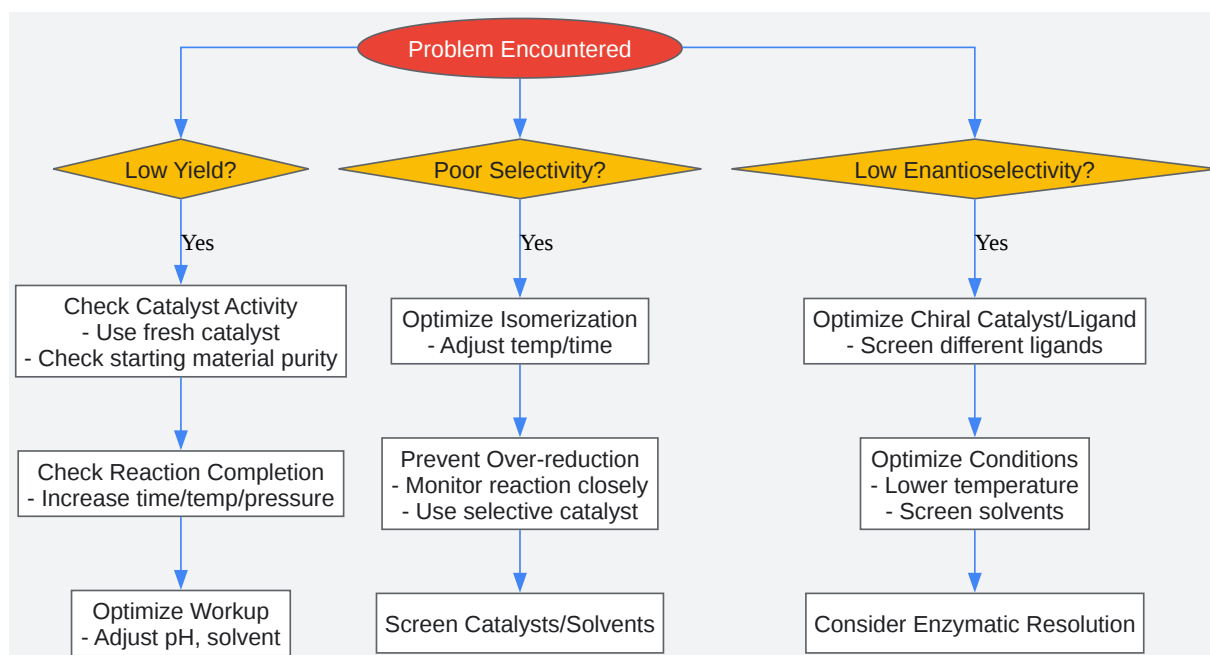 Problem Encountered
Low Yield?
Poor Selectivity?
Low Enantioselectivity?
Yes
Yes
Yes
Check Catalyst Activity
- Use fresh catalyst
- Check starting material purity
Optimize Isomerization
- Adjust temp/time
Optimize Chiral Catalyst/Ligand
- Screen different ligands
Check Reaction Completion
- Increase time/temp/pressure
Prevent Over-reduction
- Monitor reaction closely
- Use selective catalyst
Optimize Conditions
- Lower temperature
- Screen solvents
Optimize Workup
- Adjust pH, solvent
Screen Catalysts/Solvents
Consider Enzymatic Resolution